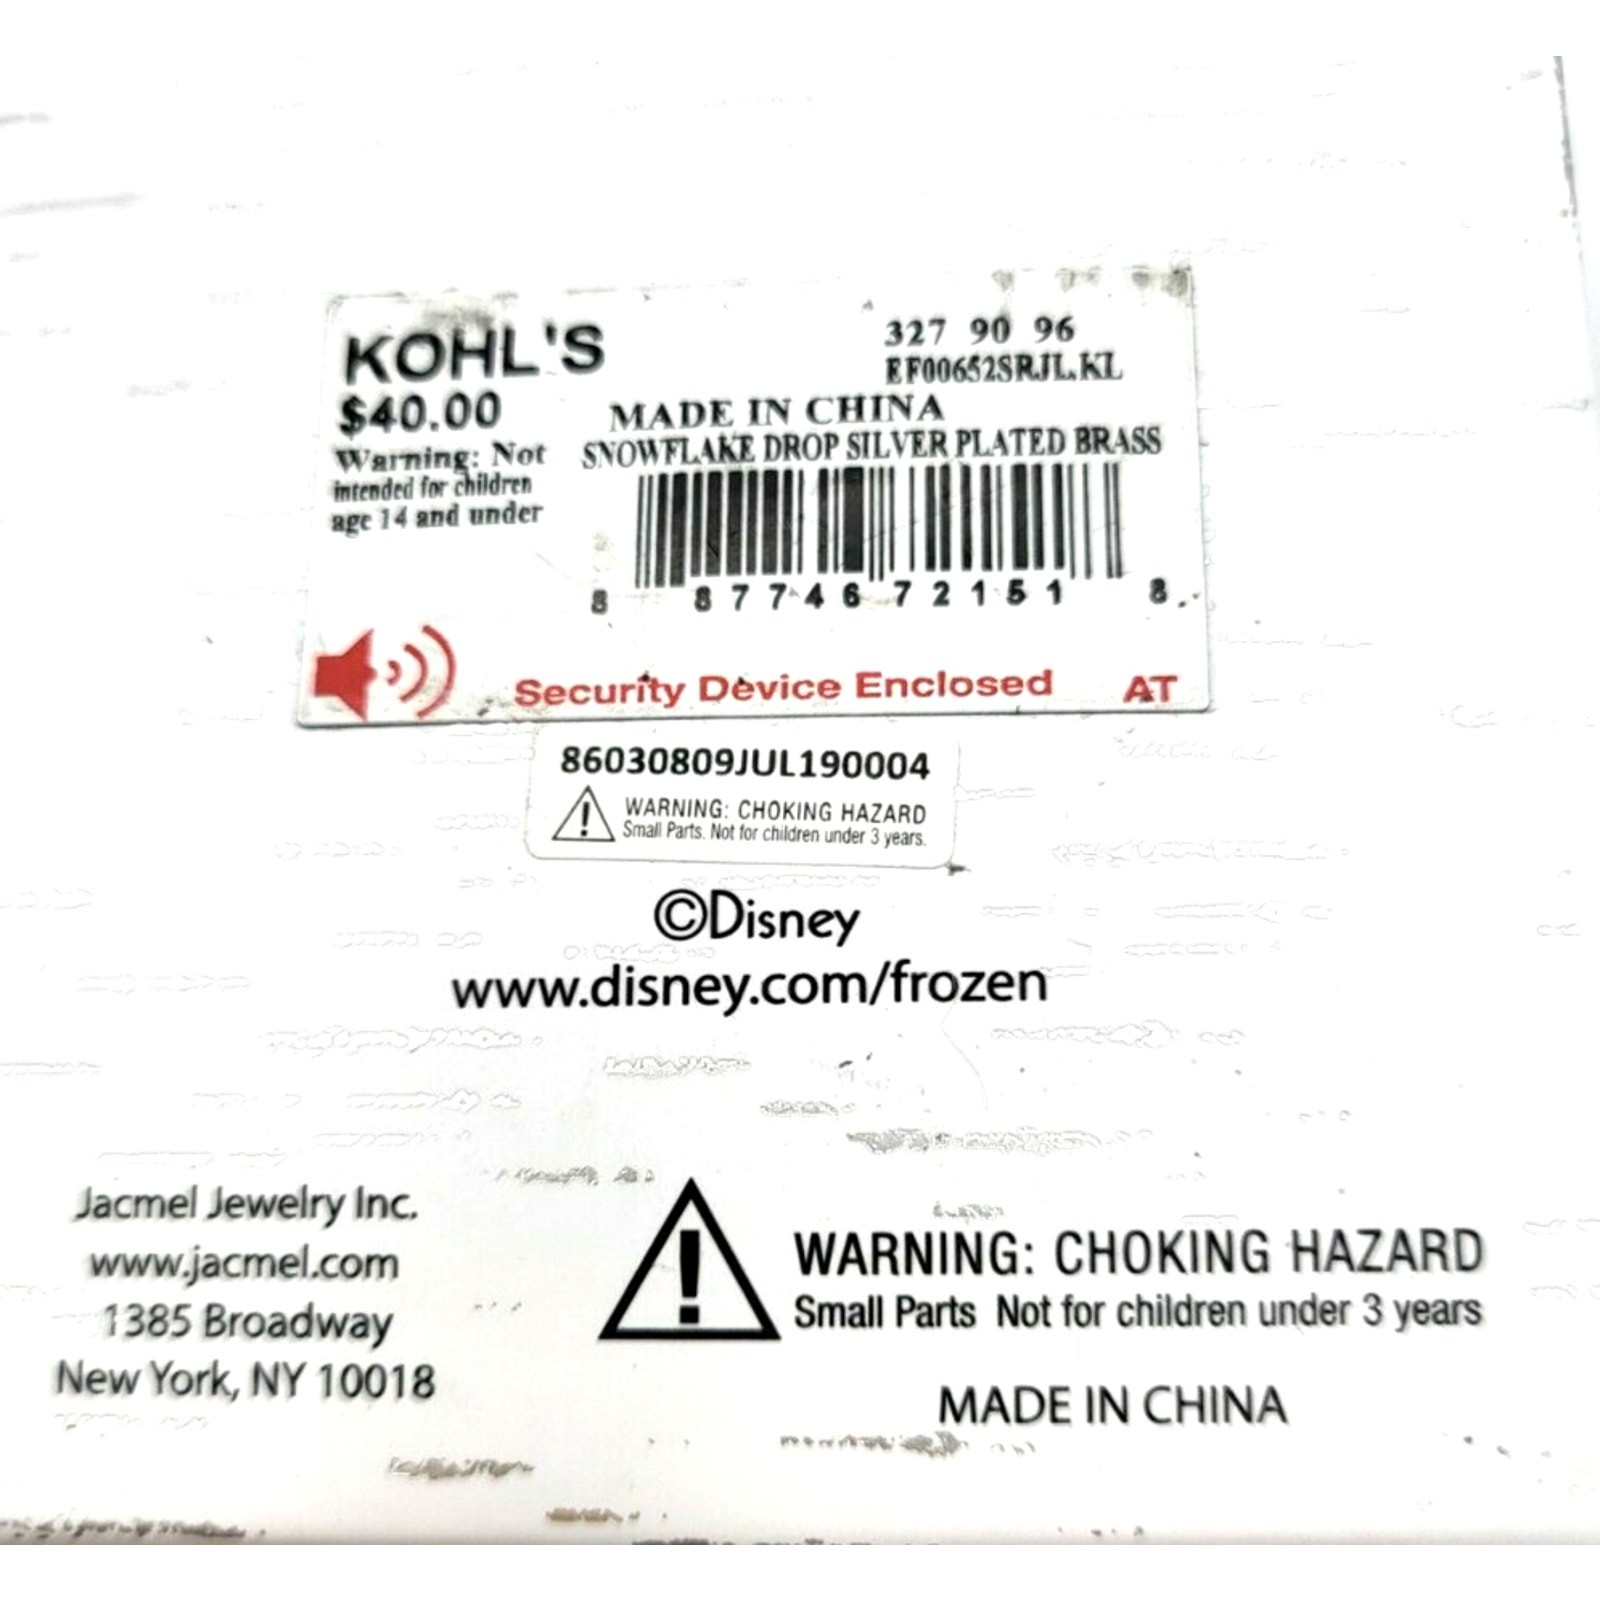 KOHL'S
327 90 96
$40.00
EF00652SRJL.KL
MADE IN CHINA
Warning: Not
SNOWFLAKE DROP SILVER PLATED BRASS
intended for children
age 14 and under
8 87746 72151 8
Security Device Enclosed AT
86030809JUL190004
WARNING: CHOKING HAZARD
Small Parts. Not for children under 3 years.
©Disney
www.disney.com/frozen
Jacmel Jewelry Inc.
www.jacmel.com
1385 Broadway
New York, NY 10018
WARNING: CHOKING HAZARD
Small Parts Not for children under 3 years
MADE IN CHINA